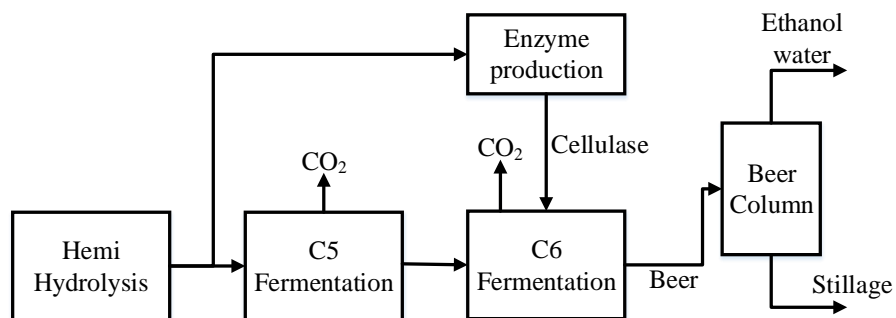 Ethanol
water
Enzyme
production
CO₂
CO₂
Cellulase
Beer
Column
Hemi
Hydrolysis
C5
Fermentation
C6
Fermentation
Beer
Stillage